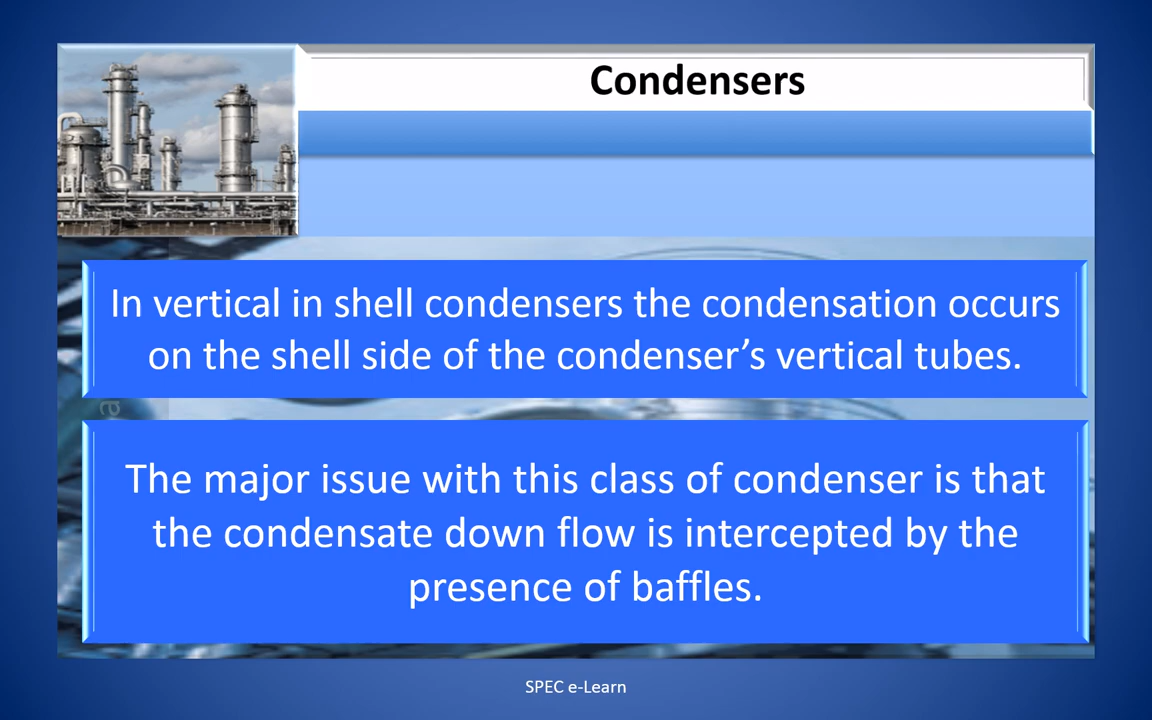 Condensers
In vertical in shell condensers the condensation occurs
on the shell side of the condenser’s vertical tubes.
The major issue with this class of condenser is that
the condensate down flow is intercepted by the
presence of baffles.
SPEC e-Learn